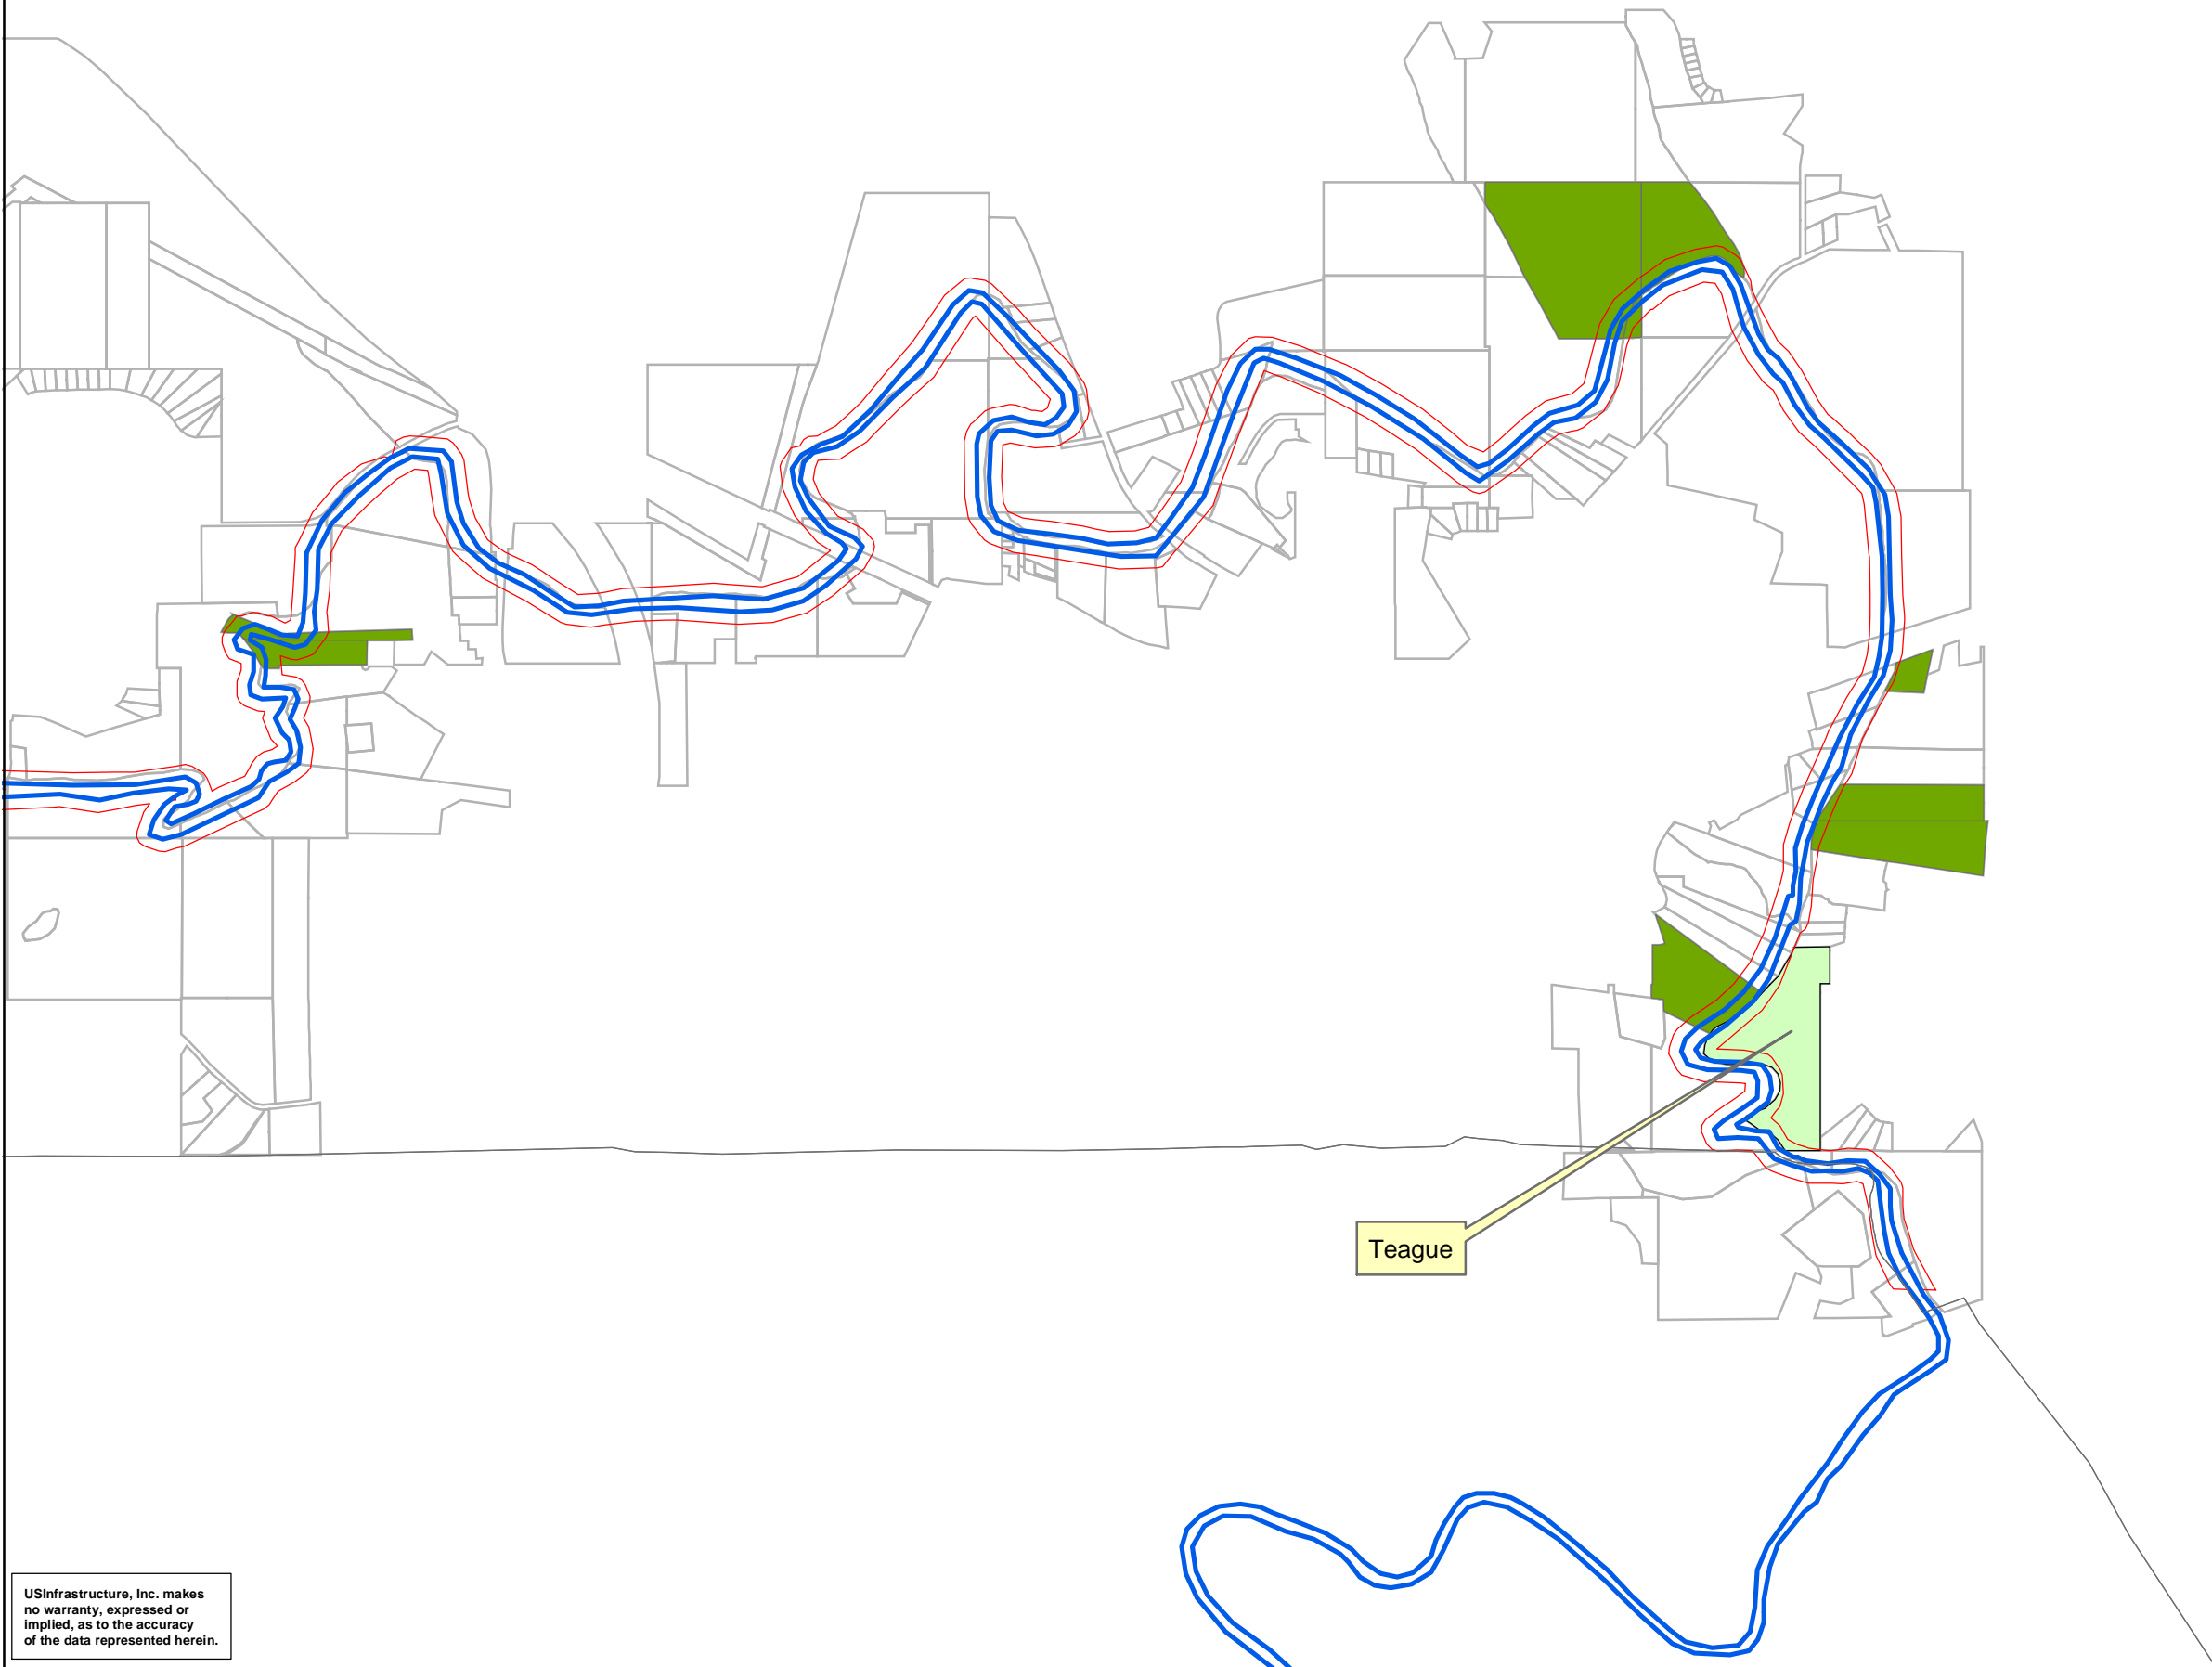 Teague
USInfrastructure, Inc. makes
no warranty, expressed or
implied, as to the accuracy
of the data represented herein.